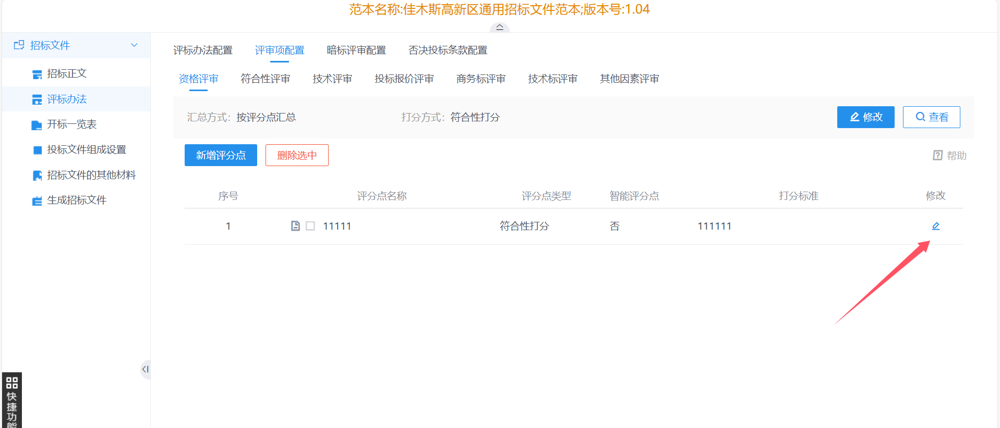 范本名称:佳木斯高新区通用招标文件范本;版本号:1.04
招标文件
招标正文
评标办法
开标一览表
投标文件组成设置
招标文件的其他材料
生成招标文件
快捷功能
评标办法配置 评审项配置 暗标评审配置 否决投标条款配置
资格评审 符合性评审 技术评审 投标报价评审 商务标评审 技术标评审 其他因素评审
汇总方式: 按评分点汇总 打分方式: 符合性打分 修改 查看
新增评分点 删除选中 帮助
序号 评分点名称 评分点类型 智能评分点 打分标准 修改
1 11111 符合性打分 否 111111